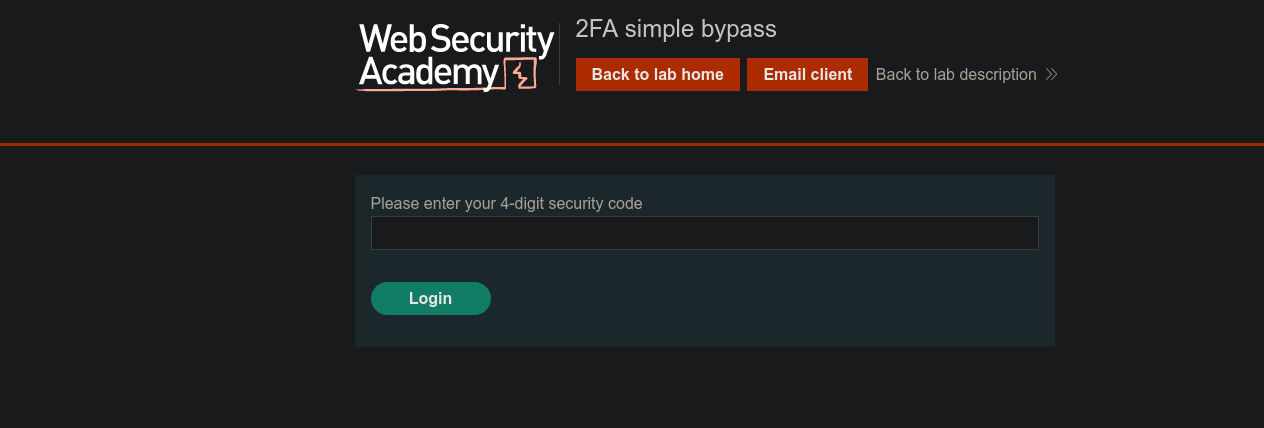 Web Security
Academy
2FA simple bypass
Back to lab home
Email client
Back to lab description
Please enter your 4-digit security code
Login